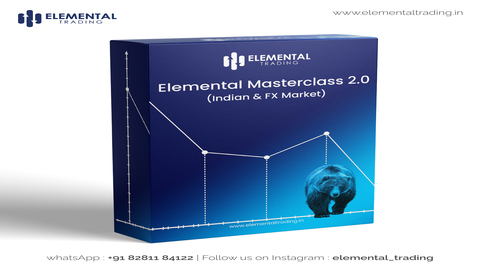 ELEMENTAL
TRADING
www.elementaltrading.in
ELEMENTAL
TRADING
Elemental Masterclass 2.0
(Indian & FX Market)
www.elementaltrading.in
whatsApp : +91 82811 84122 | Follow us on Instagram : elemental_trading